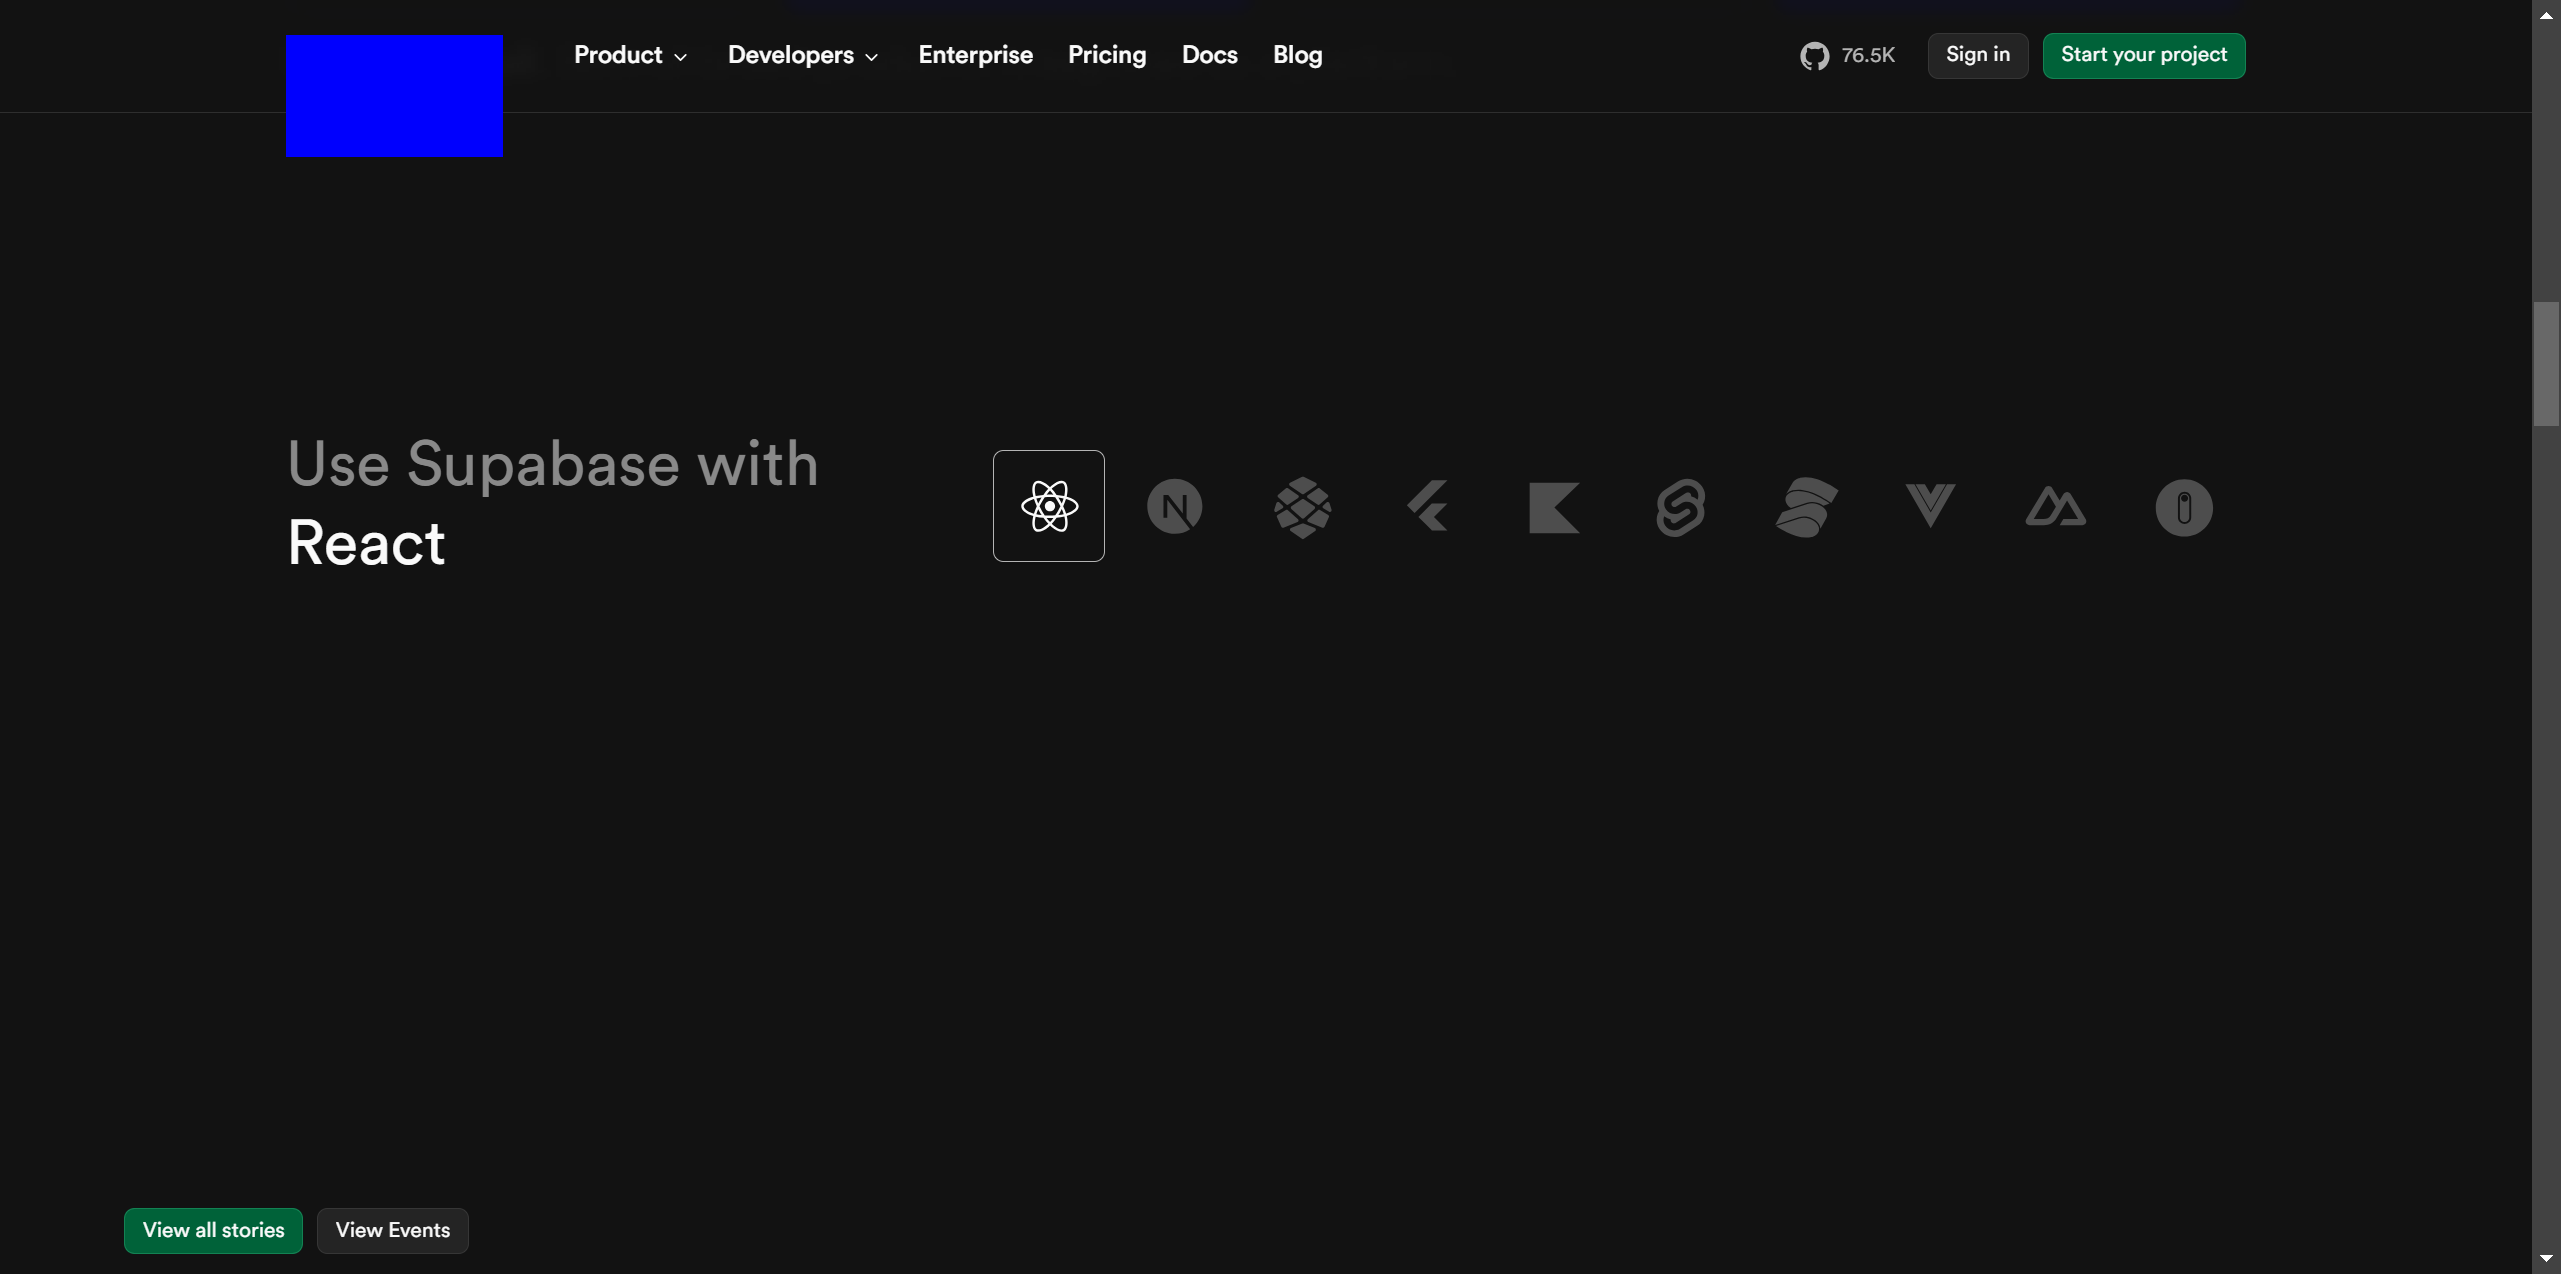 Product
Developers
Enterprise
Pricing
Docs
Blog
76.5K
Sign in
Start your project
Use Supabase with
React
View all stories
View Events